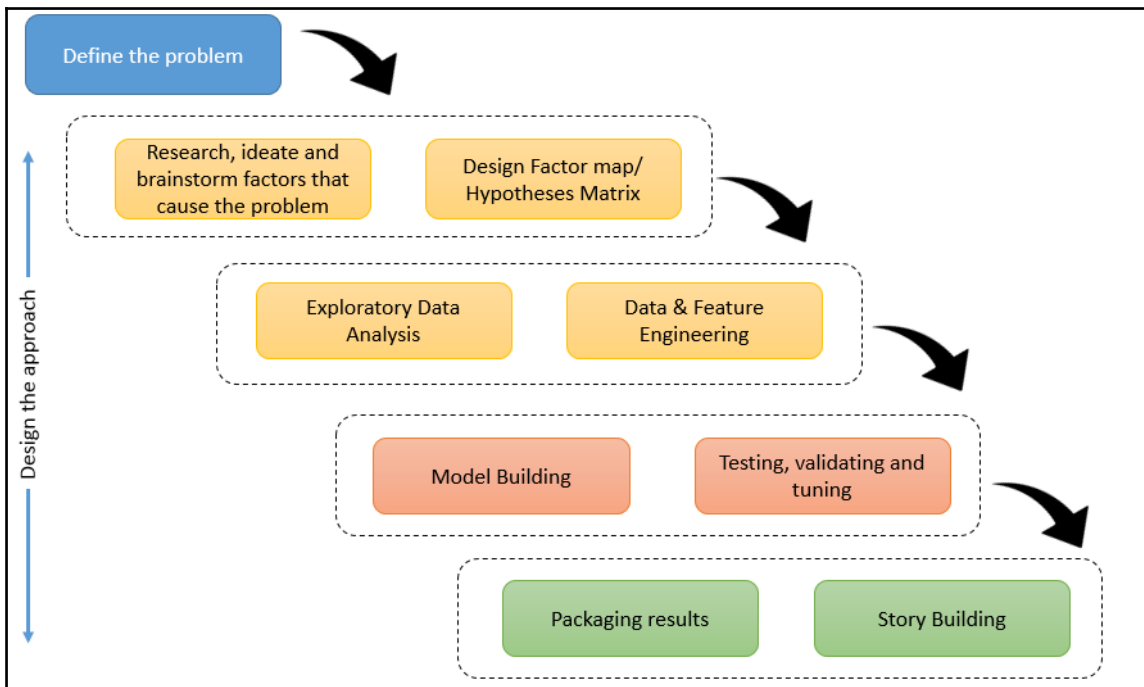 Define the problem
Research, ideate and
brainstorm factors that
cause the problem
Design Factor map/
Hypotheses Matrix
Design the approach
Exploratory Data
Analysis
Data & Feature
Engineering
Model Building
Testing, validating and
tuning
Packaging results
Story Building